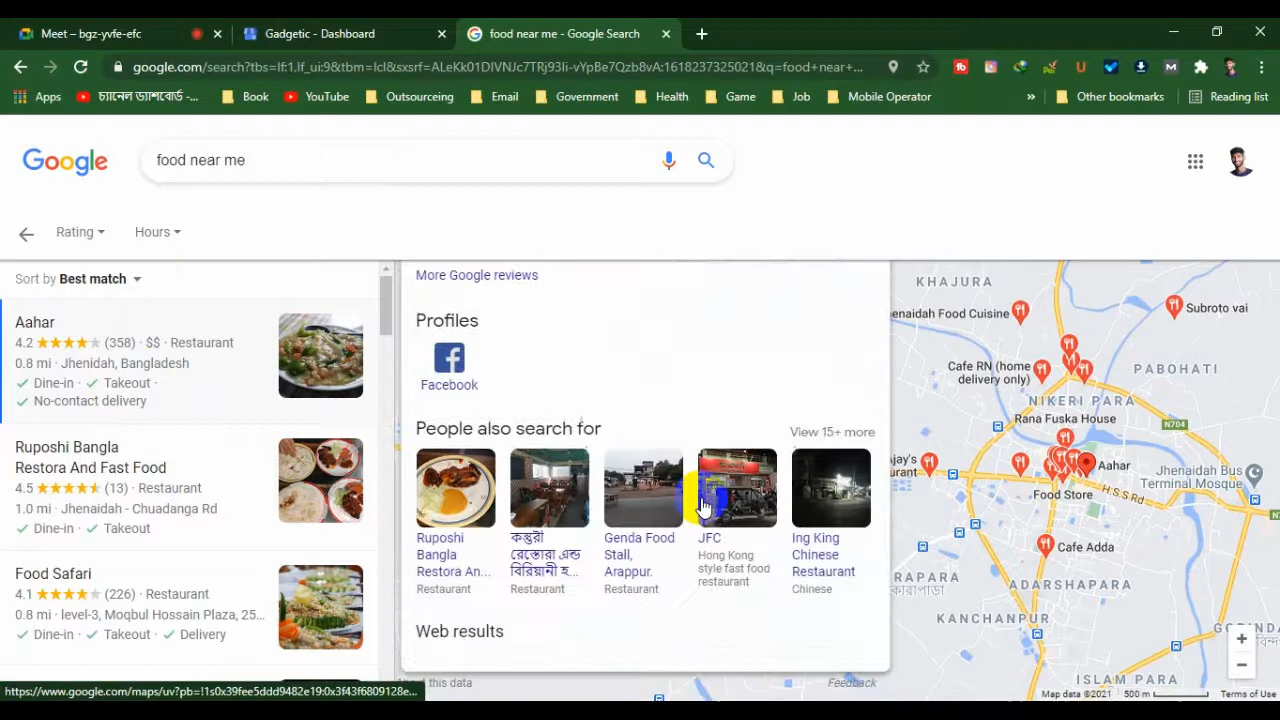 Meet – bgz-yvfe-efc
Gadgetic - Dashboard
food near me - Google Search
google.com/search?tbs=lf:1,lf_ui:9&tbm=lcl&sxsrf=ALeKk01DIVNJc7TRj93Ii-vYpBe7Qzb8vA:1618237325021&q=food+near+...
Apps
চ্যানেল ড্যাশবোর্ড -...
Book
YouTube
Outsourceing
Email
Government
Health
Game
Job
Mobile Operator
»
Other bookmarks
Reading list
Google
food near me
Rating
Hours
Sort by Best match
Aahar
4.2 (358) · $$ · Restaurant
0.8 mi · Jhenidah, Bangladesh
Dine-in · Takeout ·
No-contact delivery
Ruposhi Bangla
Restora And Fast Food
4.5 (13) · Restaurant
1.0 mi · Jhenaidah - Chuadanga Rd
Dine-in · Takeout
Food Safari
4.1 (226) · Restaurant
0.8 mi · level-3, Moqbul Hossain Plaza, 25...
Dine-in · Takeout · Delivery
https://www.google.com/maps/uv?pb=!1s0x39fee5ddd9482e19:0x3f43f6809128e...
More Google reviews
Profiles
Facebook
People also search for
View 15+ more
Ruposhi
Bangla
Restora An...
Restaurant
কস্তুরী
রেস্তোরা এন্ড
বিরিয়ানী হ...
Restaurant
Genda Food
Stall,
Arappur.
Restaurant
JFC
Hong Kong
style fast food
restaurant
Ing King
Chinese
Restaurant
Chinese
Web results
About this data
Feedback
KHAJURA
enaidah Food Cuisine
Subroto vai
Cafe RN (home
delivery only)
PABOHATI
NIKERI PARA
Rana Fuska House
N704
Ajay's
aurant
Aahar
Jhenaidah Bus
Terminal Mosque
Food Store
H.S.S Rd
N7
Cafe Adda
RAPARA
ADARSHAPARA
KANCHANPUR
GOBIND
ISLAM PARA
+
−
Map data ©2021
500 m
Terms of Use